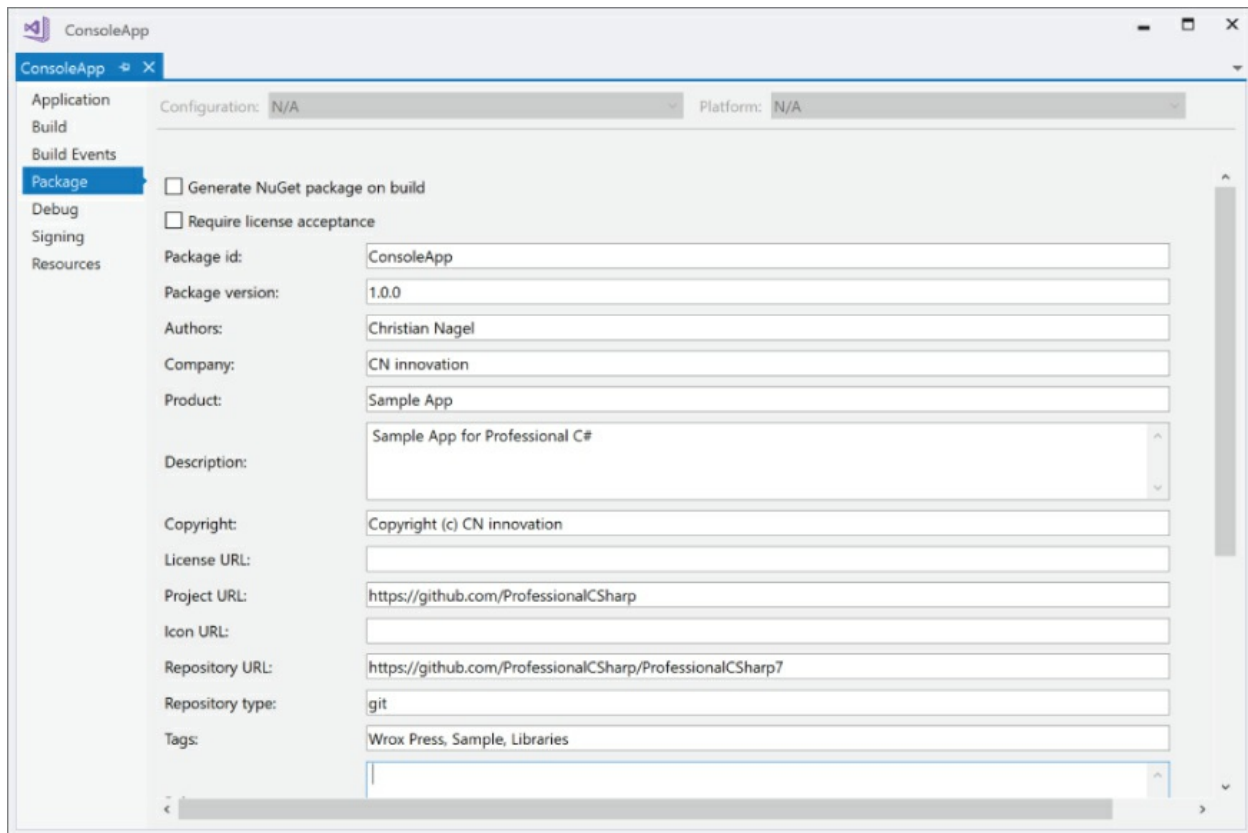 ConsoleApp
ConsoleApp
Application
Build
Build Events
Package
Debug
Signing
Resources
Configuration: N/A Platform: N/A
Generate NuGet package on build
Require license acceptance
Package id: ConsoleApp
Package version: 1.0.0
Authors: Christian Nagel
Company: CN innovation
Product: Sample App
Description: Sample App for Professional C#
Copyright: Copyright (c) CN innovation
License URL:
Project URL: https://github.com/ProfessionalCSharp
Icon URL:
Repository URL: https://github.com/ProfessionalCSharp/ProfessionalCSharp7
Repository type: git
Tags: Wrox Press, Sample, Libraries